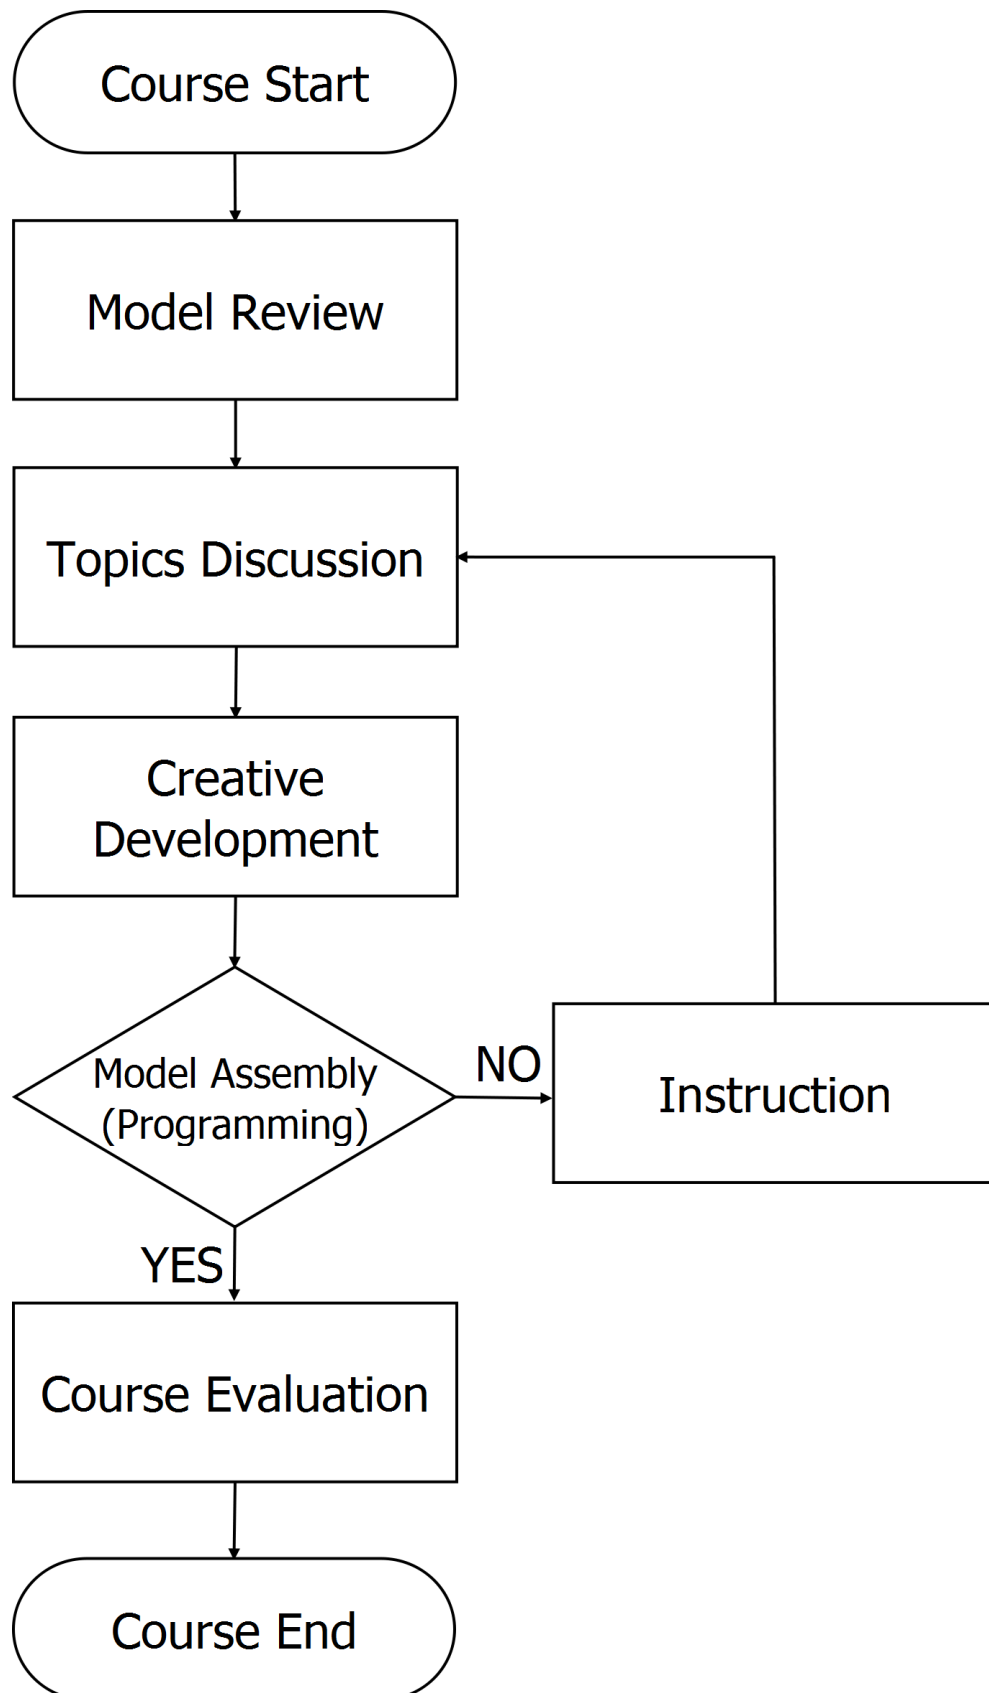 Course Start
Model Review
Topics Discussion
Creative
Development
Model Assembly
(Programming)
NO
Instruction
YES
Course Evaluation
Course End